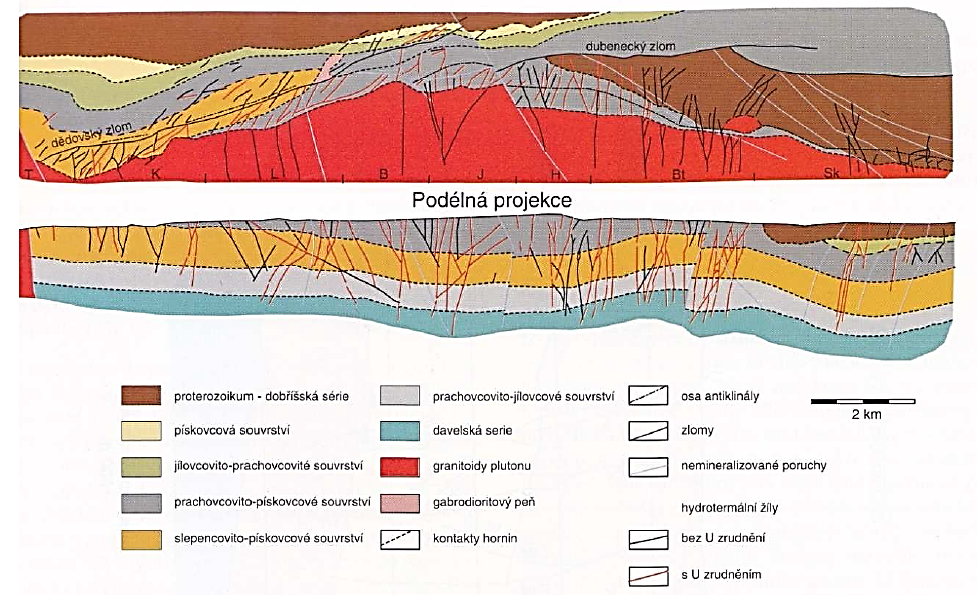 dubenecký zlom
dědovský zlom
T K L B J H Bt Sk
Podélná projekce
proterozoikum - dobříšská série
pískovcová souvrství
jílovcovito-prachovcovité souvrství
prachovcovito-pískovcové souvrství
slepencovito-pískovcové souvrství
prachovcovito-jílovcové souvrství
davelská serie
granitoidy plutonu
gabrodioritový peň
kontakty hornin
osa antiklinály
zlomy
nemineralizované poruchy
hydrotermální žíly
bez U zrudnění
s U zrudněním
2 km